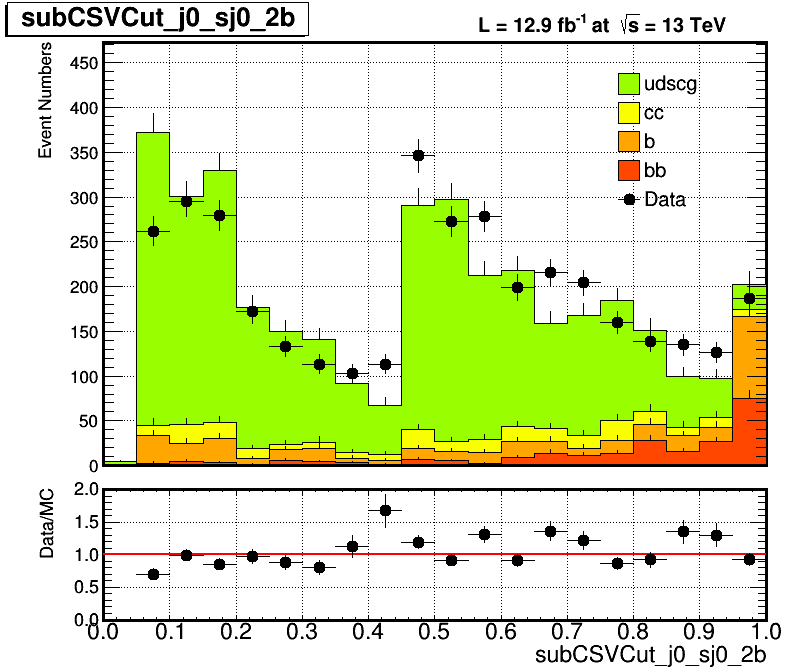 subCSVCut_j0_sj0_2b
L = 12.9 fb⁻¹ at √s = 13 TeV
Event Numbers
450
400
350
300
250
200
150
100
50
0
udscg
cc
b
bb
Data
Data/MC
2.0
1.5
1.0
0.5
0.0
0.0 0.1 0.2 0.3 0.4 0.5 0.6 0.7 0.8 0.9 1.0
subCSVCut_j0_sj0_2b